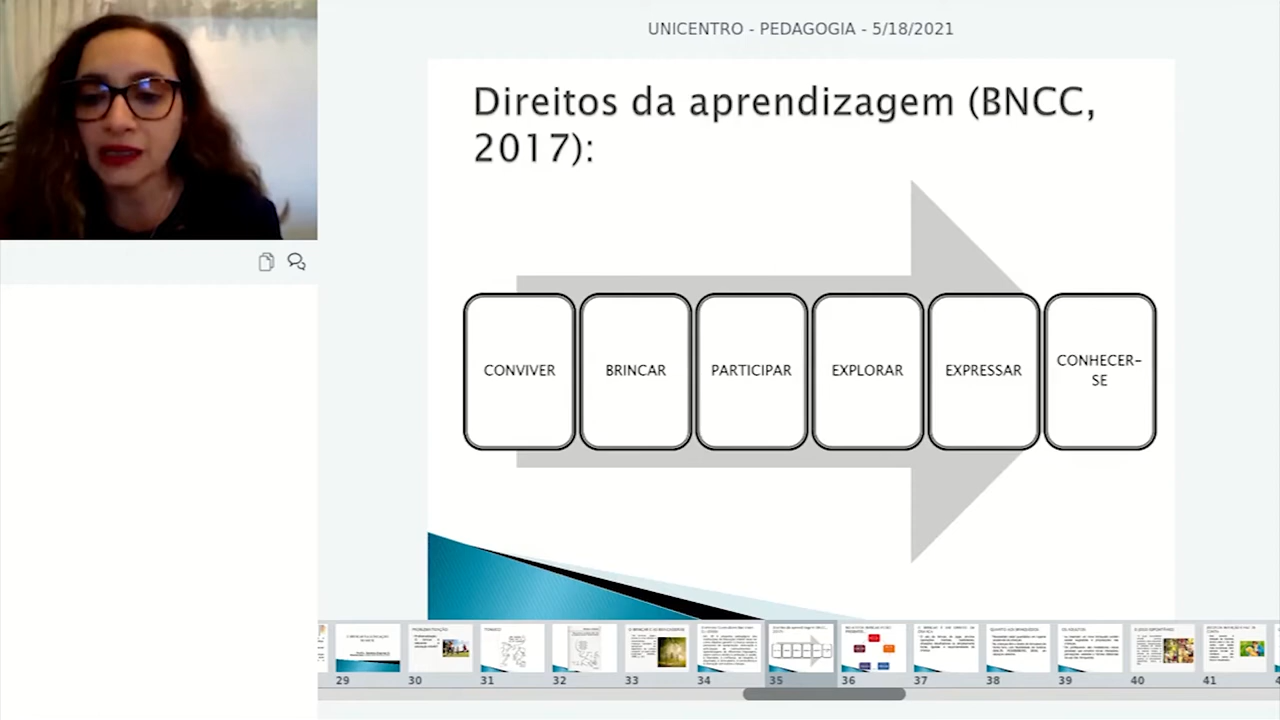 UNICENTRO - PEDAGOGIA - 5/18/2021
Direitos da aprendizagem (BNCC,
2017):
CONVIVER
BRINCAR
PARTICIPAR
EXPLORAR
EXPRESSAR
CONHECER-
SE
29
30
31
32
33
34
35
36
37
38
39
40
41